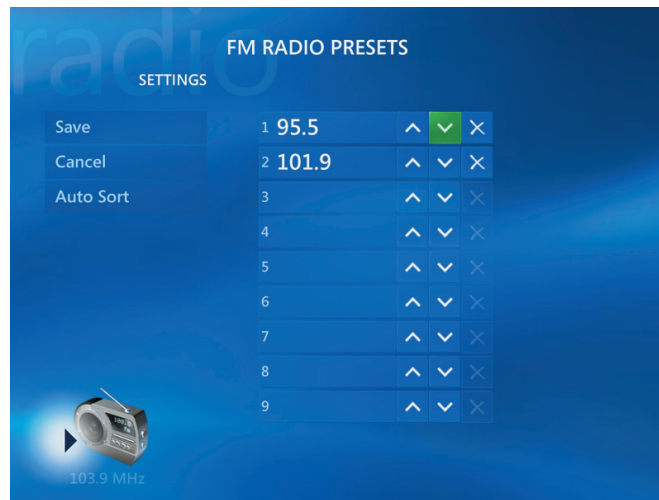 radio
FM RADIO PRESETS
SETTINGS
Save
Cancel
Auto Sort
1 95.5
2 101.9
3
4
5
6
7
8
9
103.9 MHz